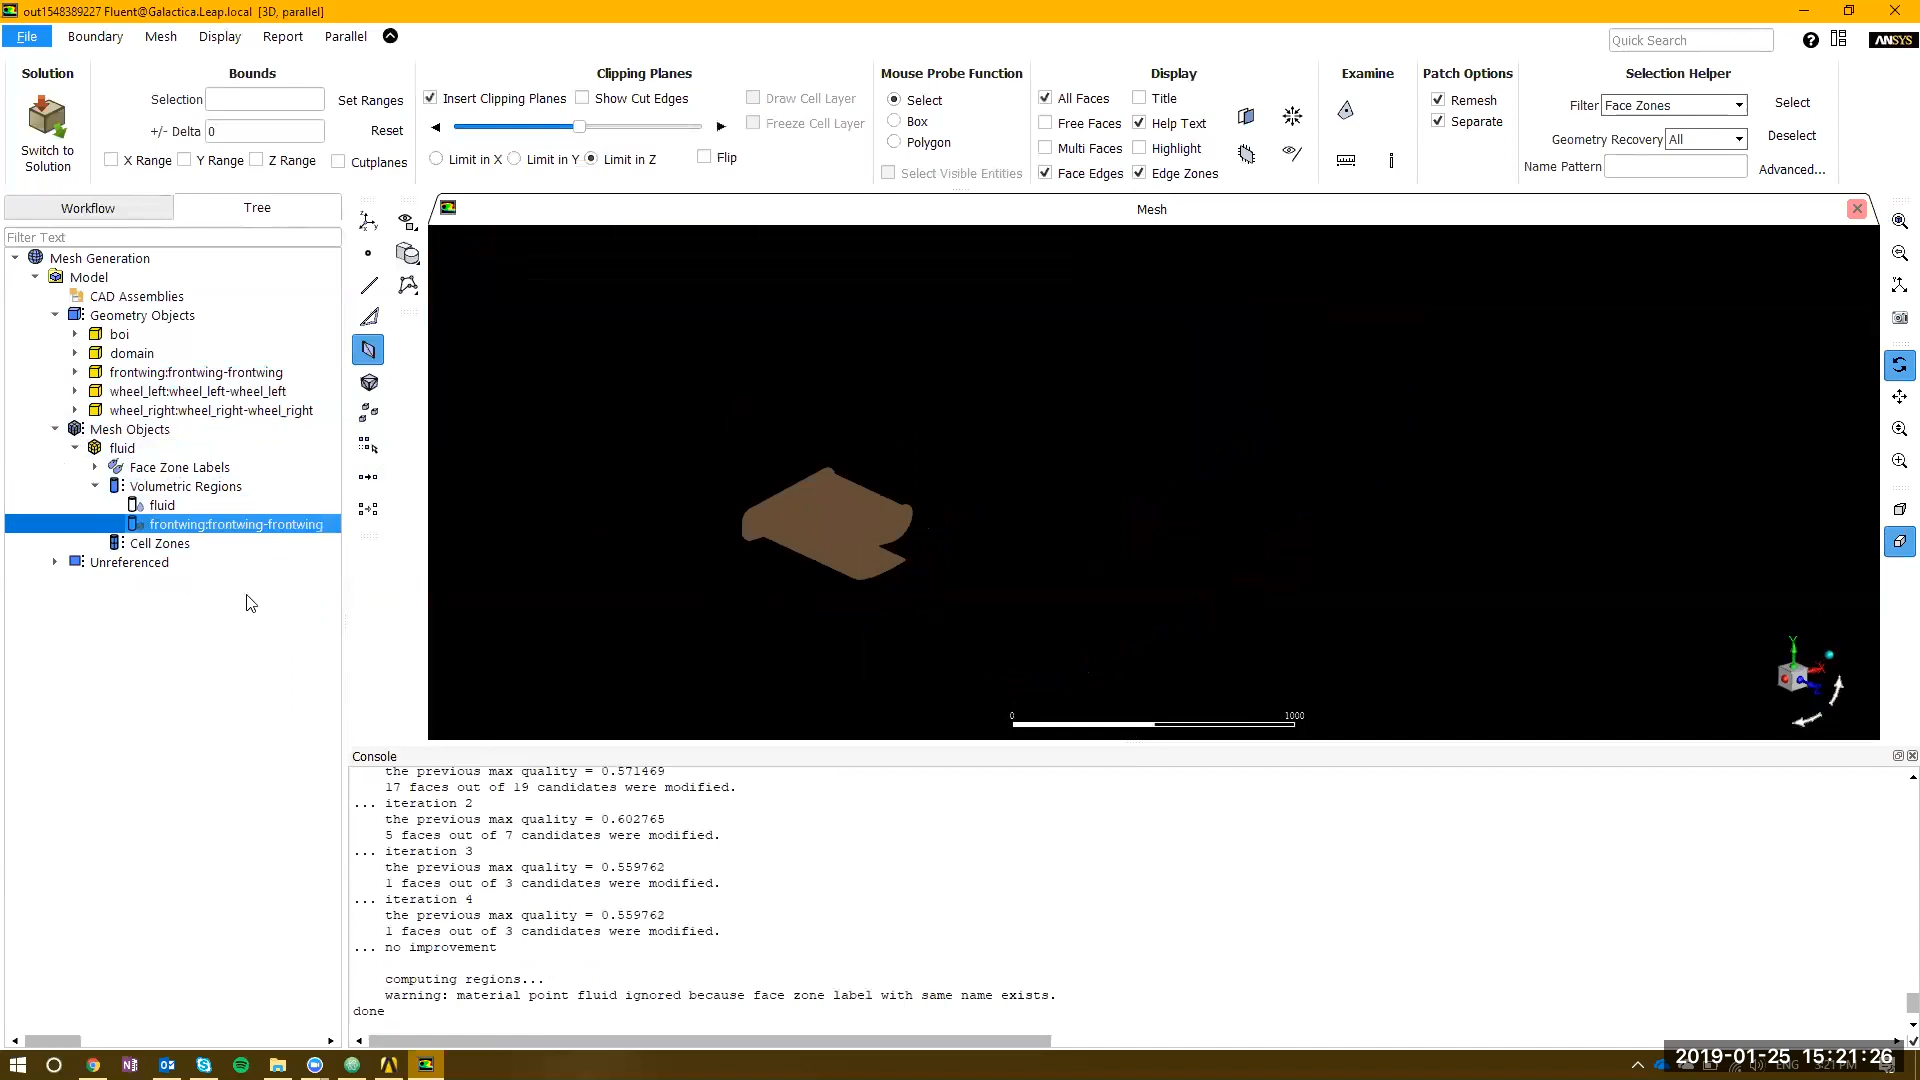 out1548389227 Fluent@Galactica.Leap.local [3D, parallel]
File Boundary Mesh Display Report Parallel
Quick Search
ANSYS
Solution Bounds Clipping Planes Mouse Probe Function Display Examine Patch Options Selection Helper
Switch to Solution
Selection Set Ranges
+/- Delta 0 Reset
X Range Y Range Z Range Cutplanes
Insert Clipping Planes Show Cut Edges
Limit in X Limit in Y Limit in Z Flip
Draw Cell Layer
Freeze Cell Layer
Select
Box
Polygon
Select Visible Entities
All Faces Title
Free Faces Help Text
Multi Faces Highlight
Face Edges Edge Zones
Remesh
Separate
Filter Face Zones Select
Geometry Recovery All Deselect
Name Pattern Advanced...
Workflow Tree
Filter Text
Mesh Generation
Model
CAD Assemblies
Geometry Objects
boi
domain
frontwing:frontwing-frontwing
wheel_left:wheel_left-wheel_left
wheel_right:wheel_right-wheel_right
Mesh Objects
fluid
Face Zone Labels
Volumetric Regions
fluid
frontwing:frontwing-frontwing
Cell Zones
Unreferenced
Mesh
Y
0 1000
Console
the previous max quality = 0.571469
17 faces out of 19 candidates were modified.
... iteration 2
the previous max quality = 0.602765
5 faces out of 7 candidates were modified.
... iteration 3
the previous max quality = 0.559762
1 faces out of 3 candidates were modified.
... iteration 4
the previous max quality = 0.559762
1 faces out of 3 candidates were modified.
... no improvement
computing regions...
warning: material point fluid ignored because face zone label with same name exists.
done
2019-01-25 15:21:26